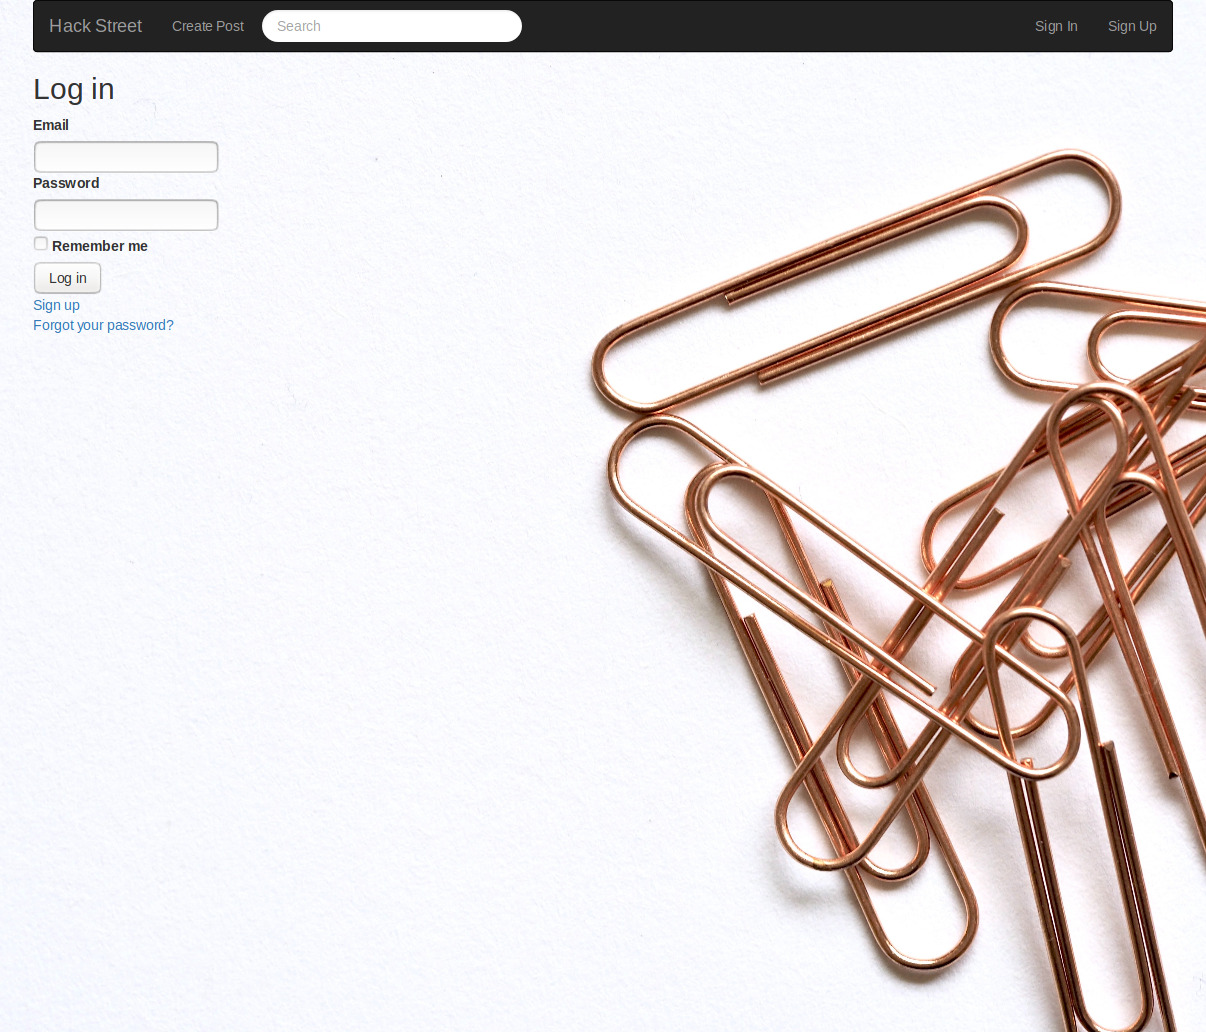 Hack Street Create Post Search Sign In Sign Up
Log in
Email
Password
Remember me
Log in
Sign up
Forgot your password?